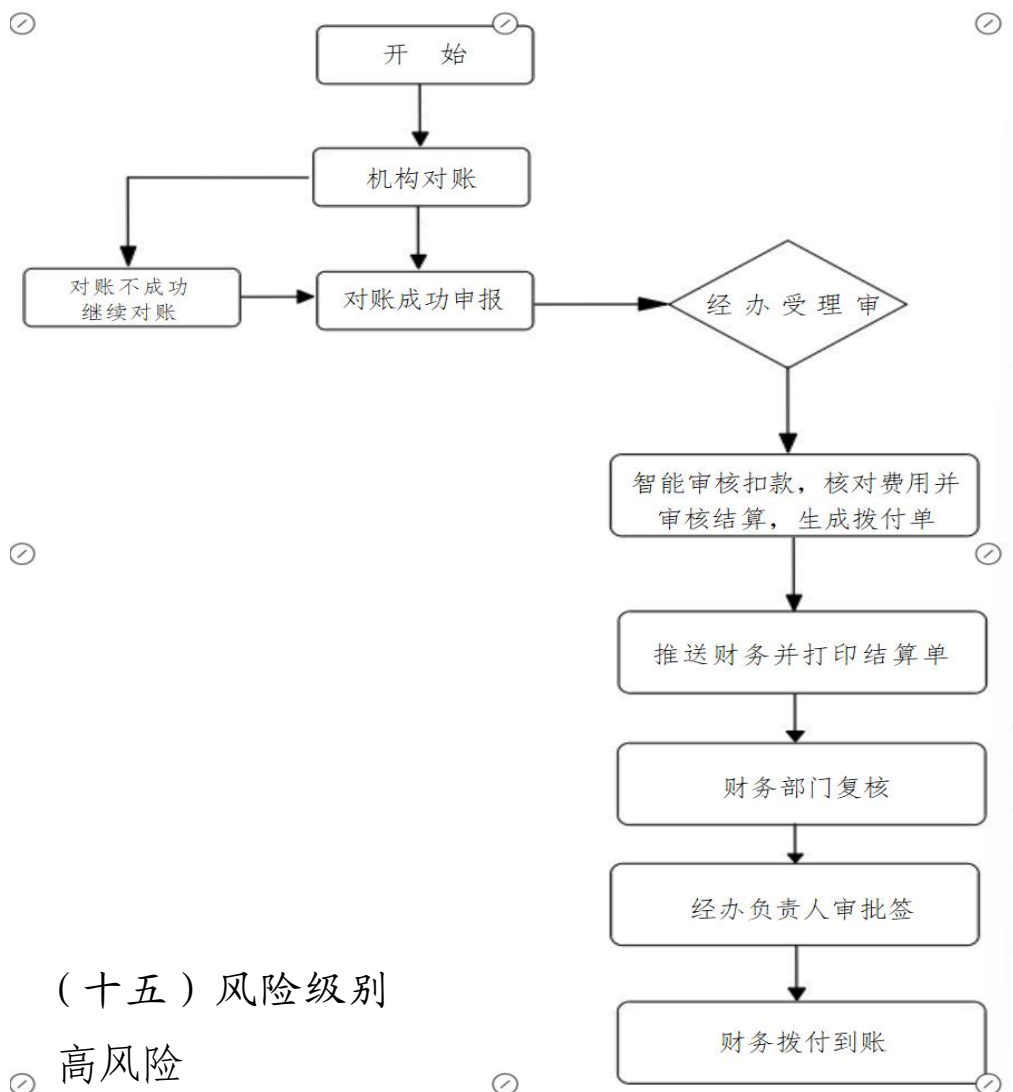 开 始
机构对账
对账不成功
继续对账
对账成功申报
经办受理审
智能审核扣款，核对费用并
审核结算，生成拨付单
推送财务并打印结算单
财务部门复核
经办负责人审批签
财务拨付到账
（十五）风险级别
高风险